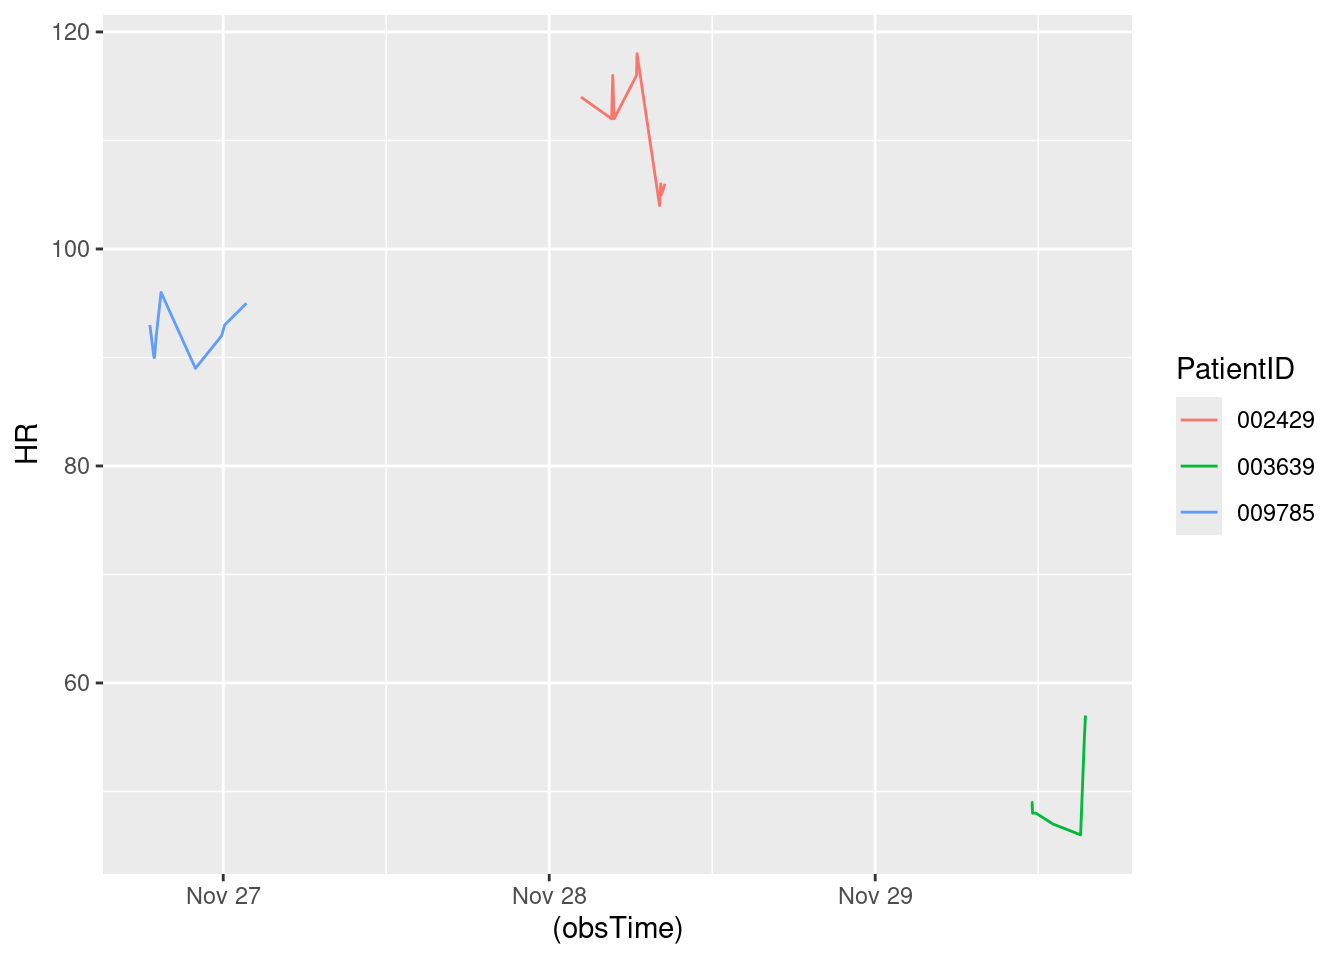 120
100
80
60
HR
Nov 27
Nov 28
Nov 29
(obsTime)
PatientID
002429
003639
009785